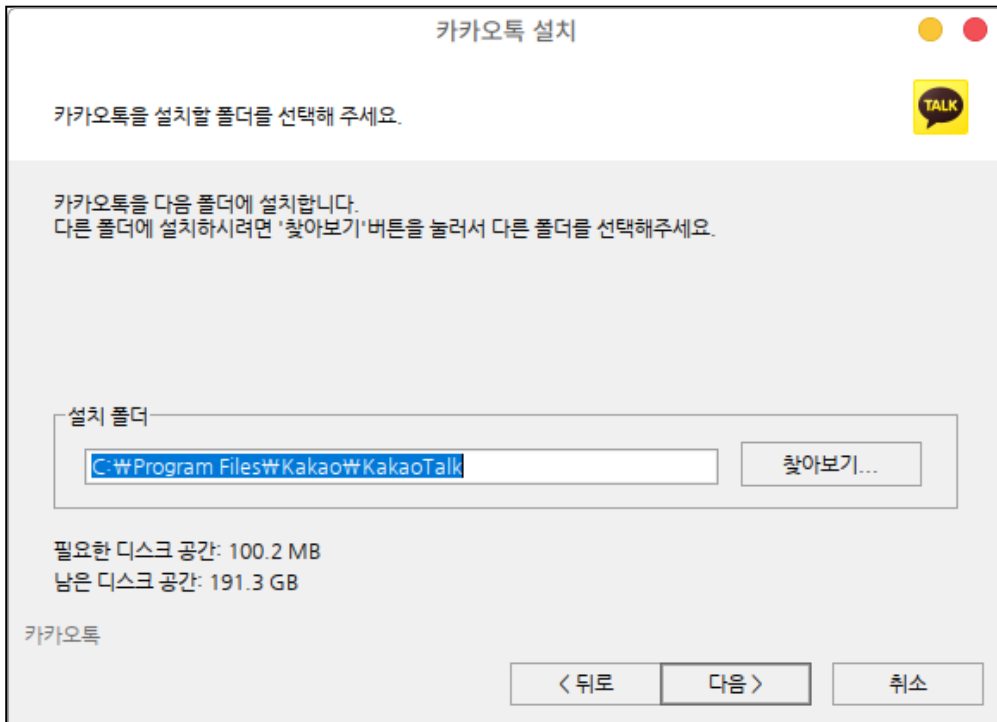 카카오톡 설치
카카오톡을 설치할 폴더를 선택해 주세요.
TALK
카카오톡을 다음 폴더에 설치합니다.
다른 폴더에 설치하시려면 '찾아보기'버튼을 눌러서 다른 폴더를 선택해주세요.
설치 폴더
C:₩Program Files₩Kakao₩KakaoTalk
찾아보기...
필요한 디스크 공간: 100.2 MB
남은 디스크 공간: 191.3 GB
카카오톡
< 뒤로
다음 >
취소